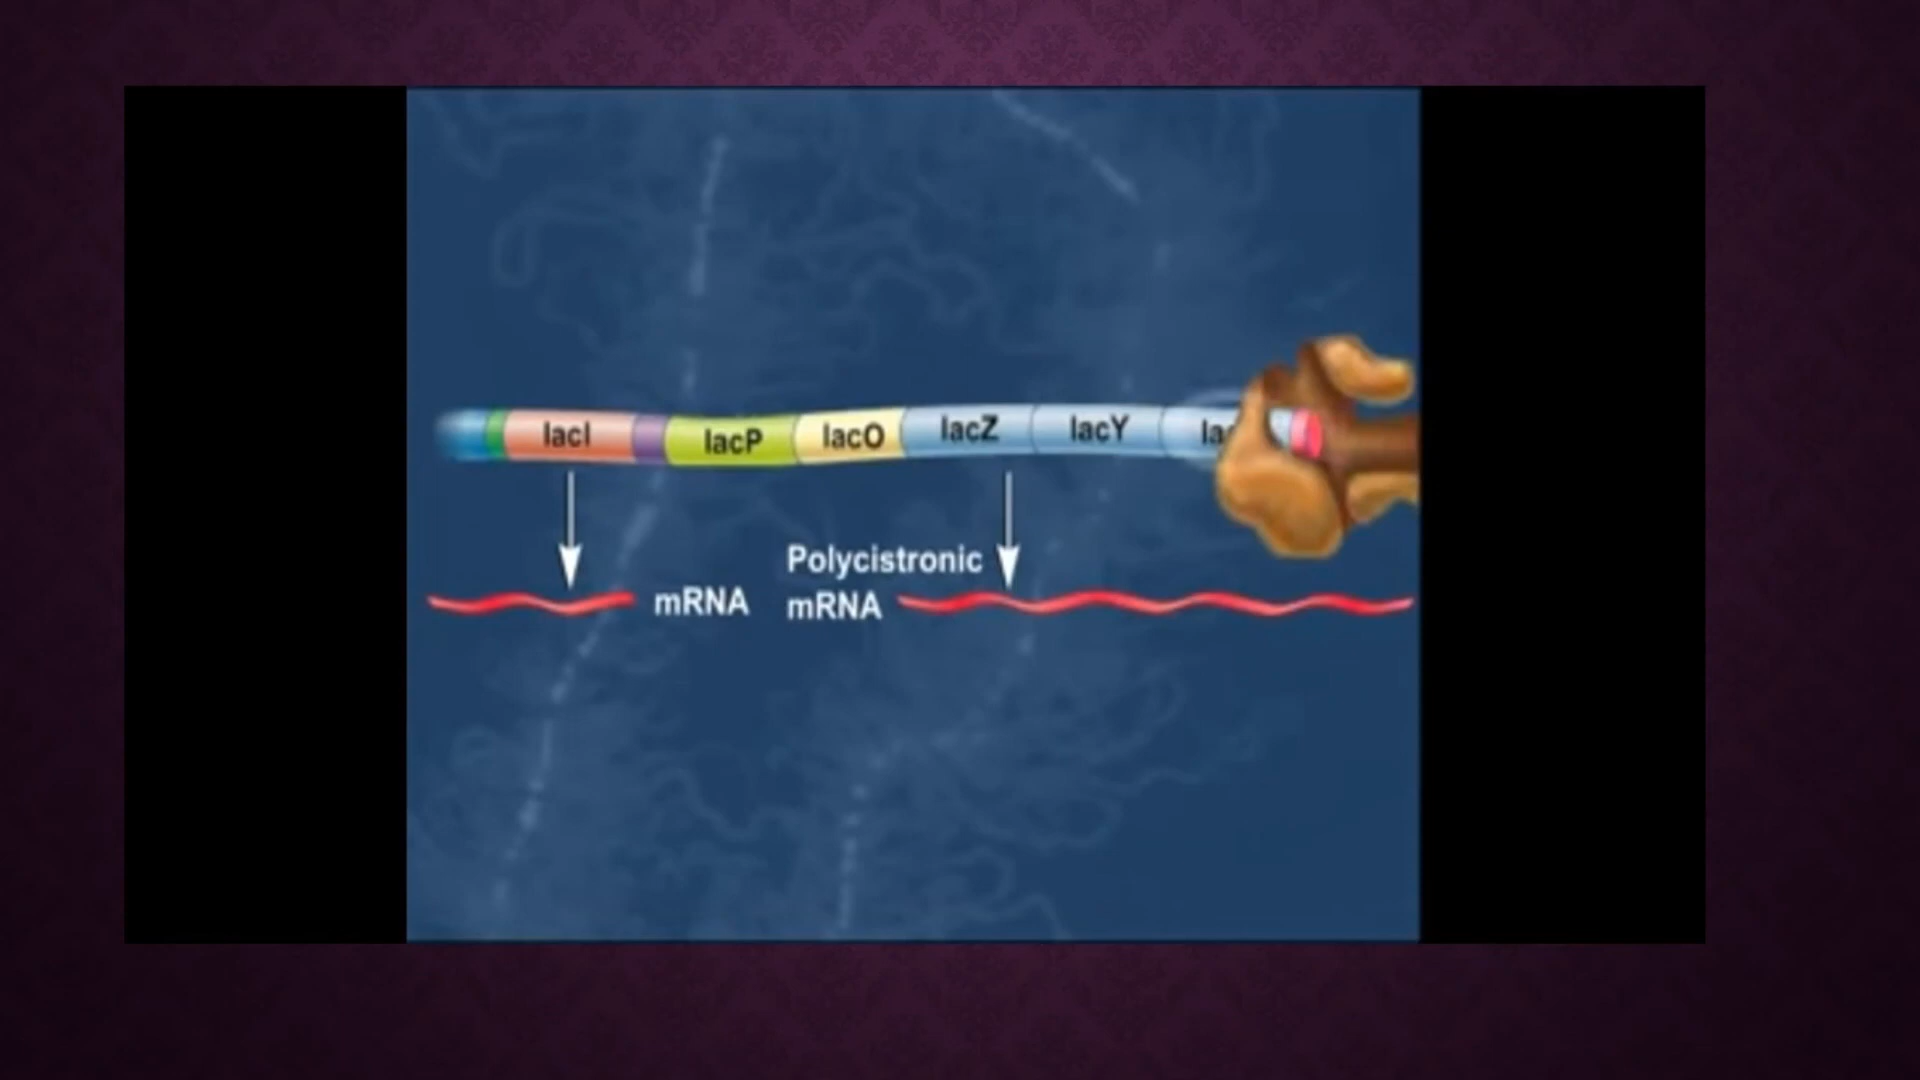 lacI
lacP
lacO
lacZ
lacY
mRNA
Polycistronic
mRNA